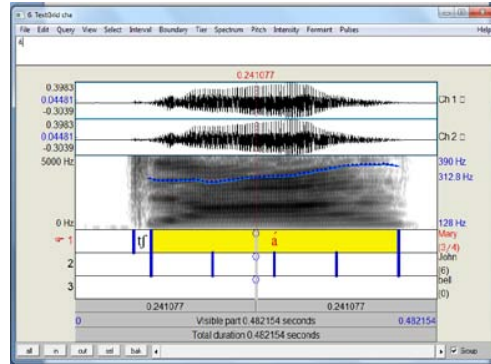 6. TextGrid cha
File Edit Query View Select Interval Boundary Tier Spectrum Pitch Intensity Formant Pulses Help
á
0.241077
0.3983
0.04481
-0.3983
0.3983
0.04481
-0.3983
Ch 1
Ch 2
5000 Hz
0 Hz
390 Hz
312.8 Hz
128 Hz
1 tʃ á Mary (3/4)
2 John (6)
3 bell (0)
0.241077 0.241077
0 Visible part 0.482154 seconds 0.482154
Total duration 0.482154 seconds
all in out sel bak Group